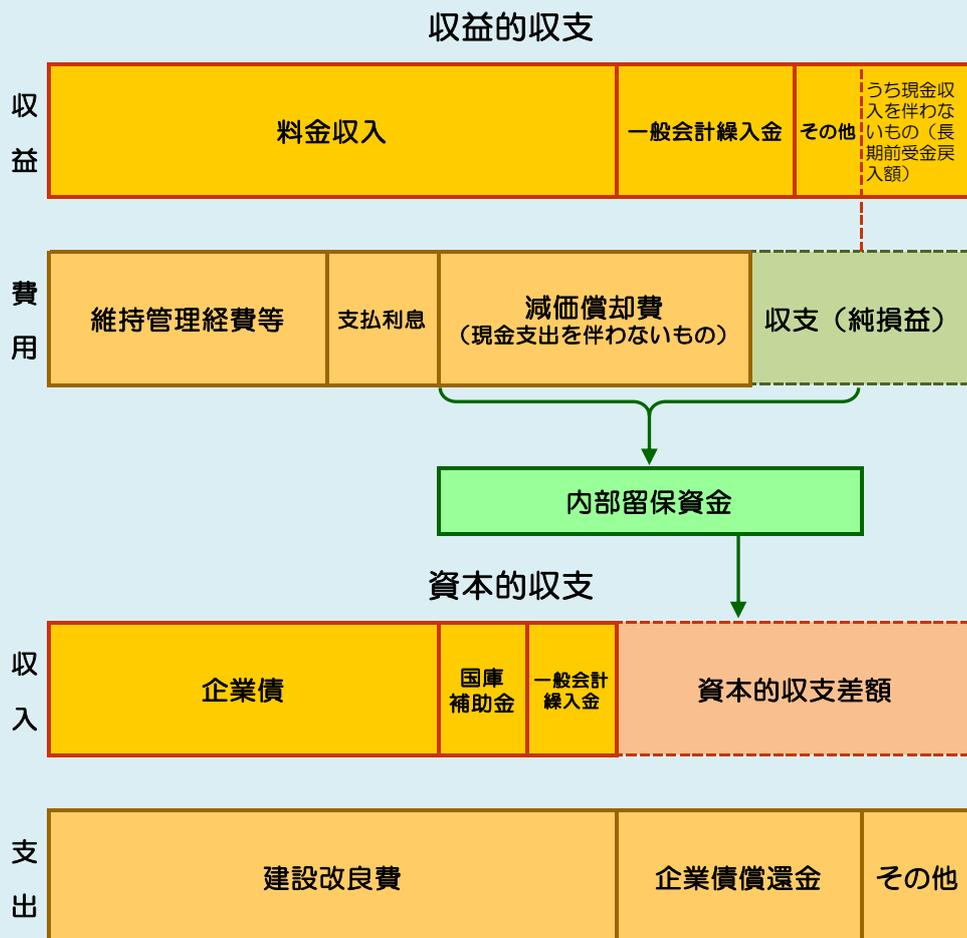 収益的収支
収
益
料金収入
一般会計繰入金
その他
うち現金収
入を伴わな
いもの（長
期前受金戻
入額）
費
用
維持管理経費等
支払利息
減価償却費
（現金支出を伴わないもの）
収支（純損益）
内部留保資金
資本的収支
収
入
企業債
国庫
補助金
一般会計
繰入金
資本的収支差額
支
出
建設改良費
企業債償還金
その他